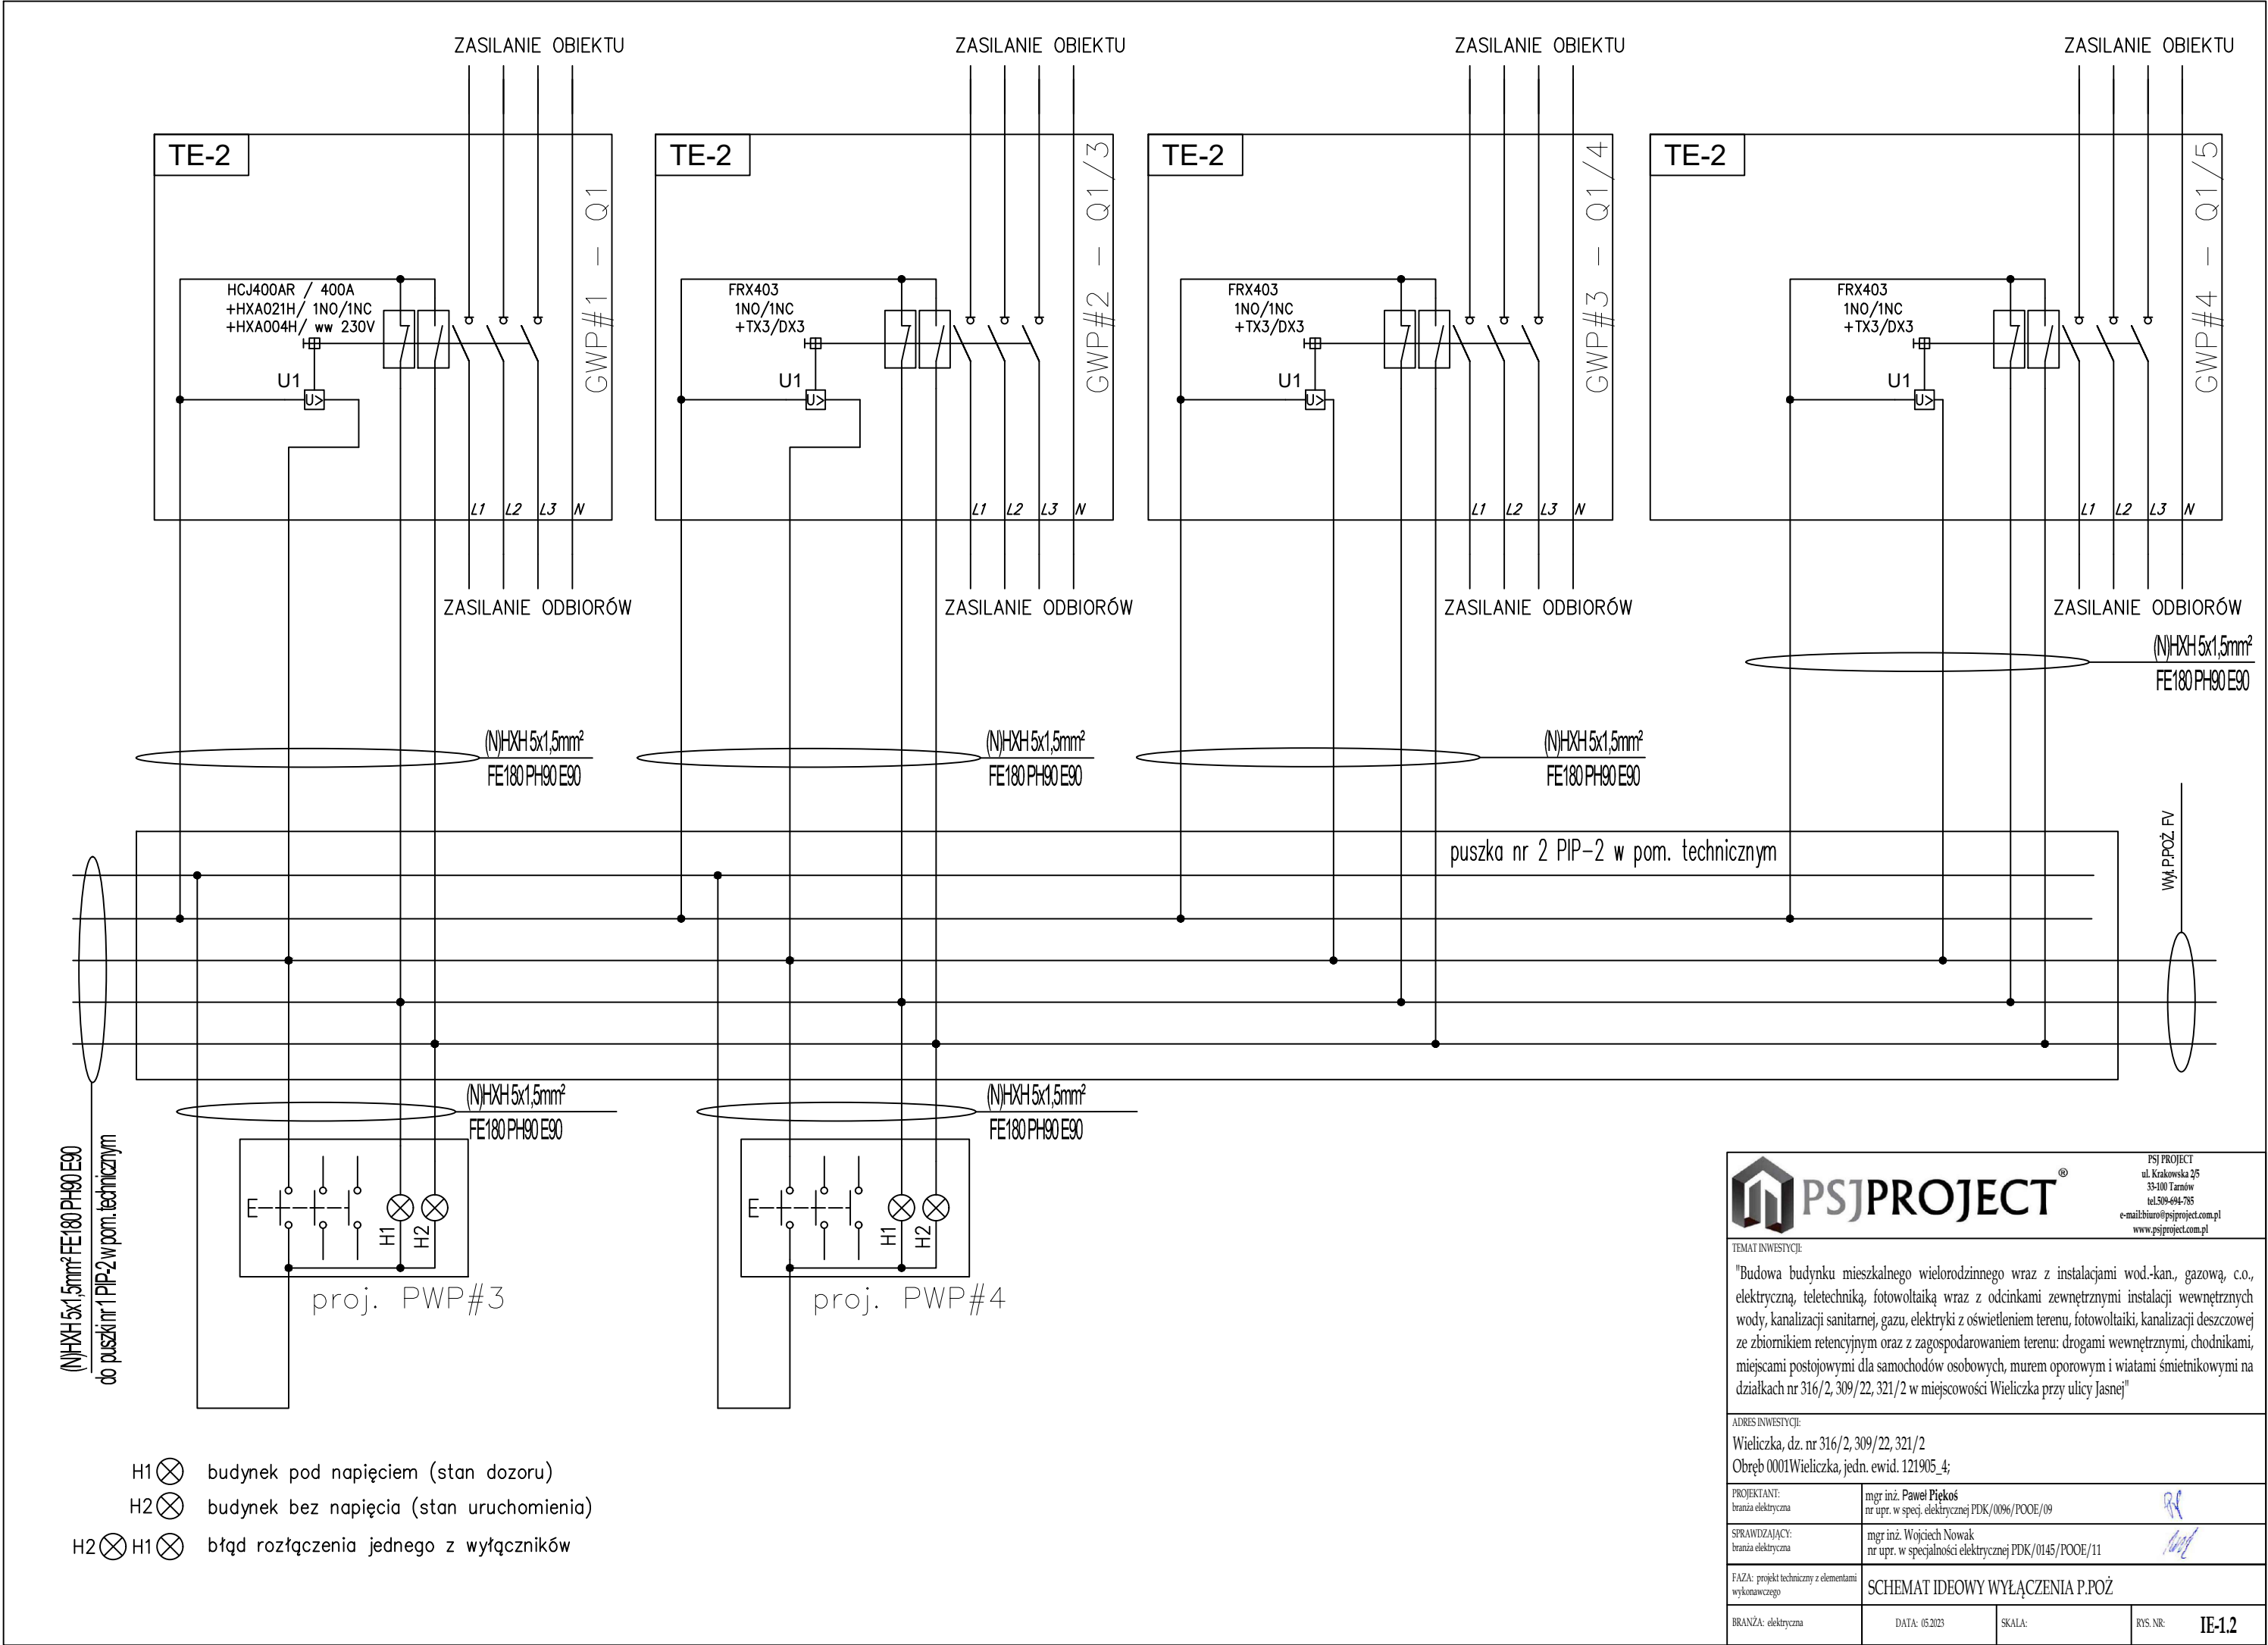 ZASILANIE OBIEKTU
ZASILANIE OBIEKTU
ZASILANIE OBIEKTU
ZASILANIE OBIEKTU
TE-2
GWP#1 - Q1
HCJ400AR / 400A
+HXA021H/ 1NO/1NC
+HXA004H/ ww 230V
U1
U>
L1 L2 L3 N
TE-2
GWP#2 - Q1/3
FRX403
1NO/1NC
+TX3/DX3
U1
U>
L1 L2 L3 N
TE-2
GWP#3 - Q1/4
FRX403
1NO/1NC
+TX3/DX3
U1
U>
L1 L2 L3 N
TE-2
GWP#4 - Q1/5
FRX403
1NO/1NC
+TX3/DX3
U1
U>
L1 L2 L3 N
ZASILANIE ODBIORÓW
ZASILANIE ODBIORÓW
ZASILANIE ODBIORÓW
ZASILANIE ODBIORÓW
(N)HXH 5x1,5mm²
FE180 PH90 E90
(N)HXH 5x1,5mm²
FE180 PH90 E90
(N)HXH 5x1,5mm²
FE180 PH90 E90
(N)HXH 5x1,5mm²
FE180 PH90 E90
puszka nr 2 PIP-2 w pom. technicznym
Wył. P.POŻ. FV
(N)HXH 5x1,5mm² FE180 PH90 E90
do puszki nr 1 PIP-2 w pom. technicznym
(N)HXH 5x1,5mm²
FE180 PH90 E90
(N)HXH 5x1,5mm²
FE180 PH90 E90
E
H1
H2
proj. PWP#3
E
H1
H2
proj. PWP#4
H1 budynek pod napięciem (stan dozoru)
H2 budynek bez napięcia (stan uruchomienia)
H2 H1 błąd rozłączenia jednego z wyłączników
PSJPROJECT®
PSJ PROJECT
ul. Krakowska 2/5
33-100 Tarnów
tel.509-694-785
e-mail:biuro@psjproject.com.pl
www.psjproject.com.pl
TEMAT INWESTYCJI:
"Budowa budynku mieszkalnego wielorodzinnego wraz z instalacjami wod.-kan., gazową, c.o.,
elektryczną, teletechniką, fotowoltaiką wraz z odcinkami zewnętrznymi instalacji wewnętrznych
wody, kanalizacji sanitarnej, gazu, elektryki z oświetleniem terenu, fotowoltaiki, kanalizacji deszczowej
ze zbiornikiem retencyjnym oraz z zagospodarowaniem terenu: drogami wewnętrznymi, chodnikami,
miejscami postojowymi dla samochodów osobowych, murem oporowym i wiatami śmietnikowymi na
działkach nr 316/2, 309/22, 321/2 w miejscowości Wieliczka przy ulicy Jasnej"
ADRES INWESTYCJI:
Wieliczka, dz. nr 316/2, 309/22, 321/2
Obręb 0001Wieliczka, jedn. ewid. 121905_4;
PROJEKTANT:
branża elektryczna
mgr inż. Paweł Piękoś
nr upr. w specj. elektrycznej PDK/0096/POOE/09
SPRAWDZAJĄCY:
branża elektryczna
mgr inż. Wojciech Nowak
nr upr. w specjalności elektrycznej PDK/0145/POOE/11
FAZA: projekt techniczny z elementami
wykonawczego
SCHEMAT IDEOWY WYŁĄCZENIA P.POŻ
BRANŻA: elektryczna
DATA: 05.2023
SKALA:
RYS. NR:
IE-1.2